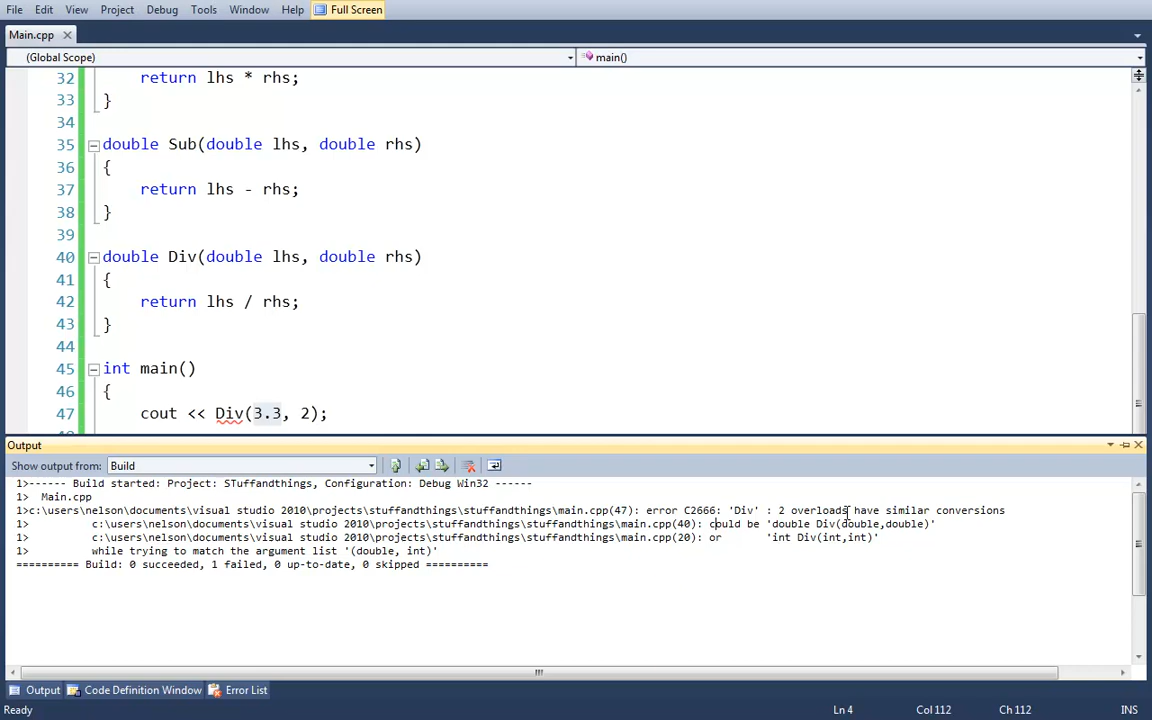 File Edit View Project Debug Tools Window Help Full Screen
Main.cpp
(Global Scope) main()
32 return lhs * rhs;
33 }
34
35 double Sub(double lhs, double rhs)
36 {
37 return lhs - rhs;
38 }
39
40 double Div(double lhs, double rhs)
41 {
42 return lhs / rhs;
43 }
44
45 int main()
46 {
47 cout << Div(3.3, 2);
Output
Show output from: Build
1>------ Build started: Project: STuffandthings, Configuration: Debug Win32 ------
1> Main.cpp
1>c:\users\nelson\documents\visual studio 2010\projects\stuffandthings\stuffandthings\main.cpp(47): error C2666: 'Div' : 2 overloads have similar conversions
1> c:\users\nelson\documents\visual studio 2010\projects\stuffandthings\stuffandthings\main.cpp(40): could be 'double Div(double,double)'
1> c:\users\nelson\documents\visual studio 2010\projects\stuffandthings\stuffandthings\main.cpp(20): or 'int Div(int,int)'
1> while trying to match the argument list '(double, int)'
========== Build: 0 succeeded, 1 failed, 0 up-to-date, 0 skipped ==========
Output Code Definition Window Error List
Ready Ln 4 Col 112 Ch 112 INS